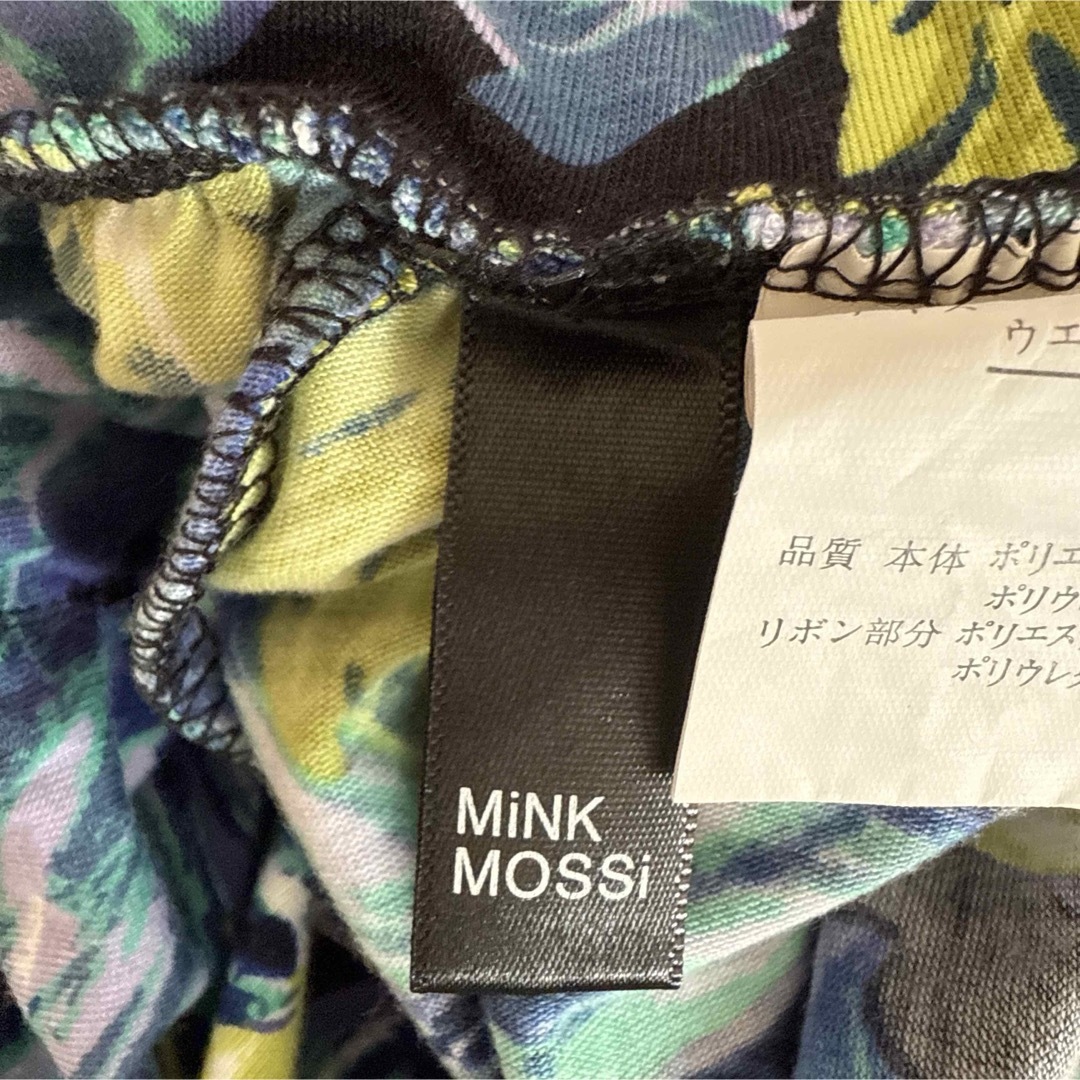 MiNK
MOSSi
ウエ
品質 本体 ポリエ
ポリウ
リボン部分 ポリエス
ポリウレ